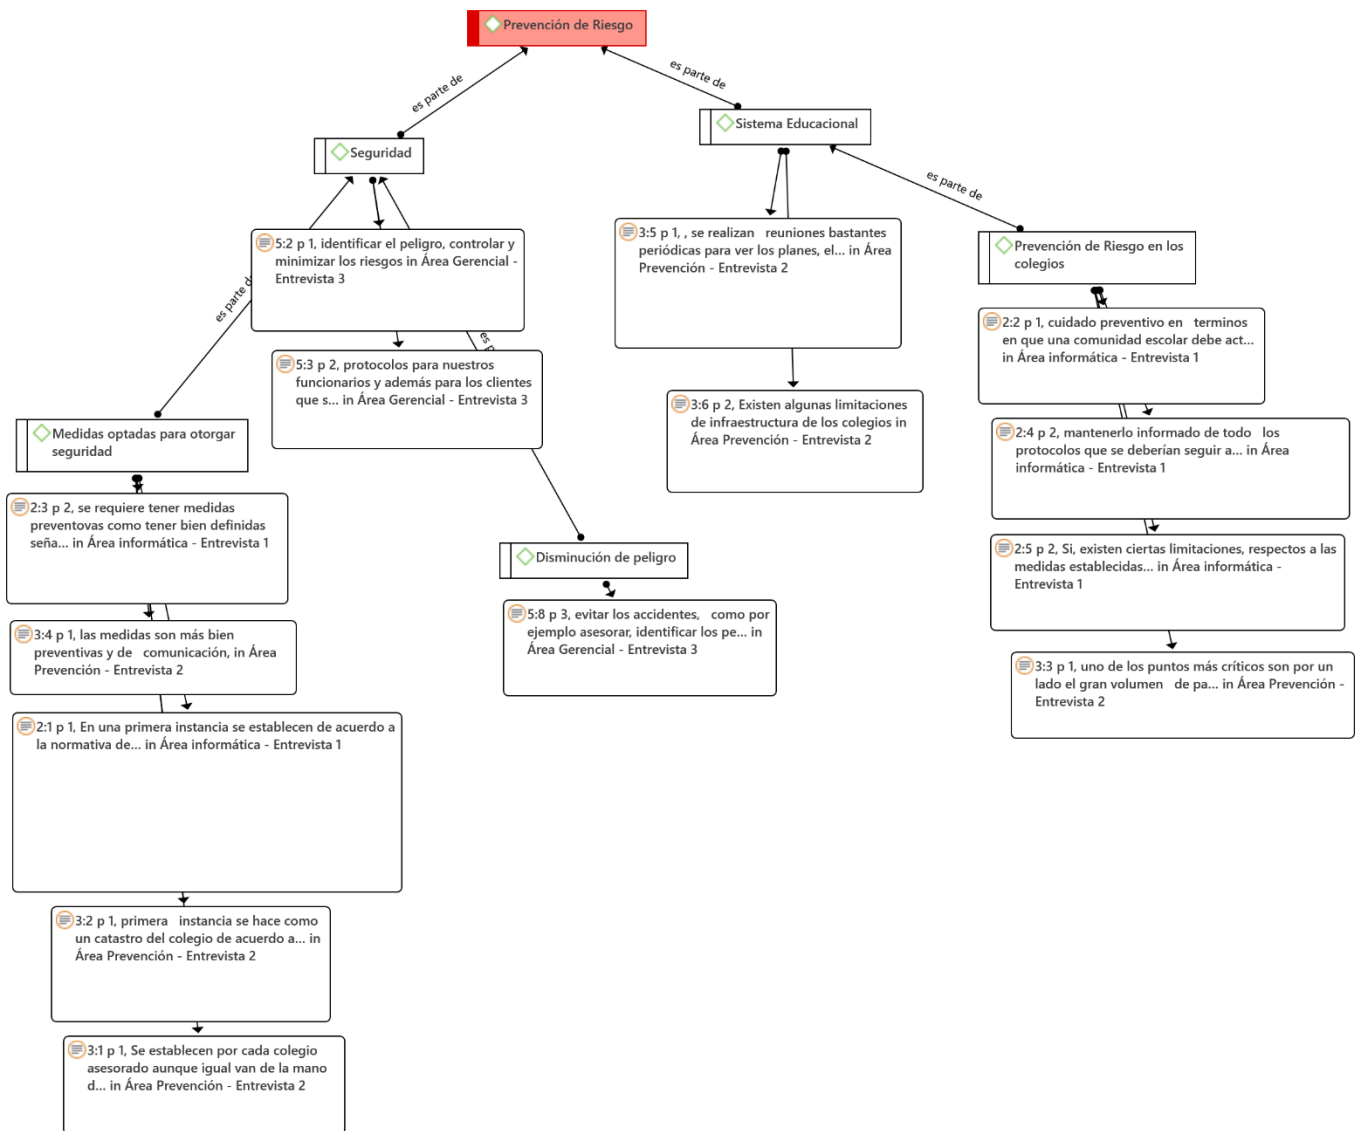 Prevención de Riesgo
es parte de
es parte de
Sistema Educacional
Seguridad
es parte de
5:2 p 1, identificar el peligro, controlar y
minimizar los riesgos in Área Gerencial -
Entrevista 3
3:5 p 1, , se realizan   reuniones bastantes
periódicas para ver los planes, el... in Área
Prevención - Entrevista 2
Prevención de Riesgo en los
colegios
es parte de
es
5:3 p 2, protocolos para nuestros
funcionarios y además para los clientes
que s... in Área Gerencial - Entrevista 3
2:2 p 1, cuidado preventivo en   terminos
en que una comunidad escolar debe act...
in Área informática - Entrevista 1
3:6 p 2, Existen algunas limitaciones
de infraestructura de los colegios in
Área Prevención - Entrevista 2
Medidas optadas para otorgar
seguridad
2:4 p 2, mantenerlo informado de todo   los
protocolos que se deberían seguir a... in Área
informática - Entrevista 1
2:3 p 2, se requiere tener medidas
preventovas como tener bien definidas
seña... in Área informática - Entrevista 1
Disminución de peligro
2:5 p 2, Si, existen ciertas limitaciones, respectos a las
medidas establecidas... in Área informática -
Entrevista 1
5:8 p 3, evitar los accidentes,   como por
ejemplo asesorar, identificar los pe... in
Área Gerencial - Entrevista 3
3:4 p 1, las medidas son más bien
preventivas y de   comunicación, in Área
Prevención - Entrevista 2
3:3 p 1, uno de los puntos más críticos son por un
lado el gran volumen   de pa... in Área Prevención -
Entrevista 2
2:1 p 1, En una primera instancia se establecen de acuerdo a
la normativa de... in Área informática - Entrevista 1
3:2 p 1, primera   instancia se hace como
un catastro del colegio de acuerdo a... in
Área Prevención - Entrevista 2
3:1 p 1, Se establecen por cada colegio
asesorado aunque igual van de la mano
d... in Área Prevención - Entrevista 2